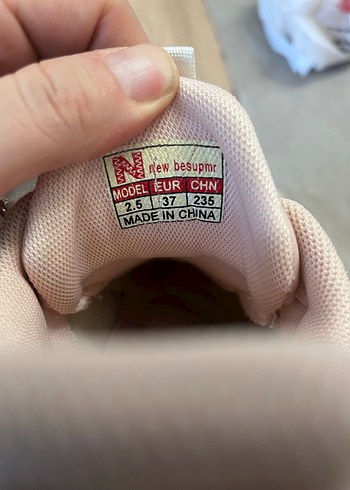 N new besupmr
MODEL EUR CHN
2.5 37 235
MADE IN CHINA